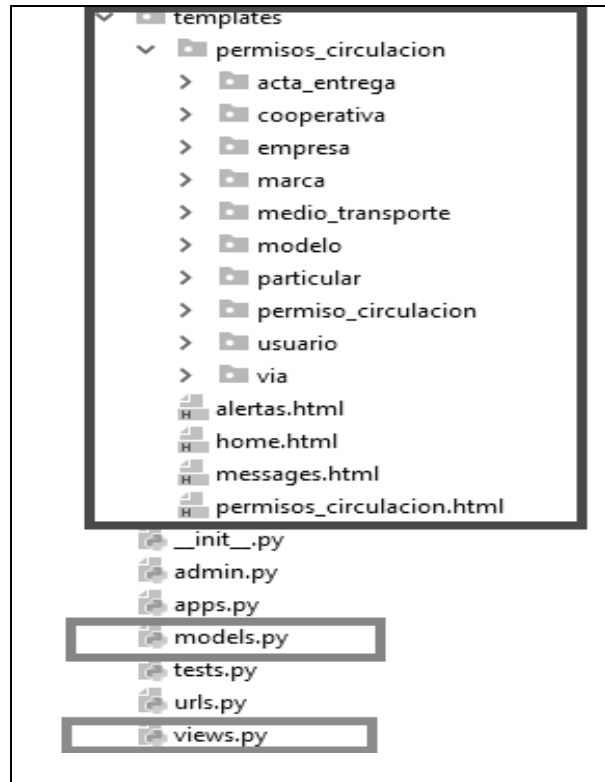 templates
permisos_circulacion
acta_entrega
cooperativa
empresa
marca
medio_transporte
modelo
particular
permiso_circulacion
usuario
via
alertas.html
home.html
messages.html
permisos_circulacion.html
__init__.py
admin.py
apps.py
models.py
tests.py
urls.py
views.py